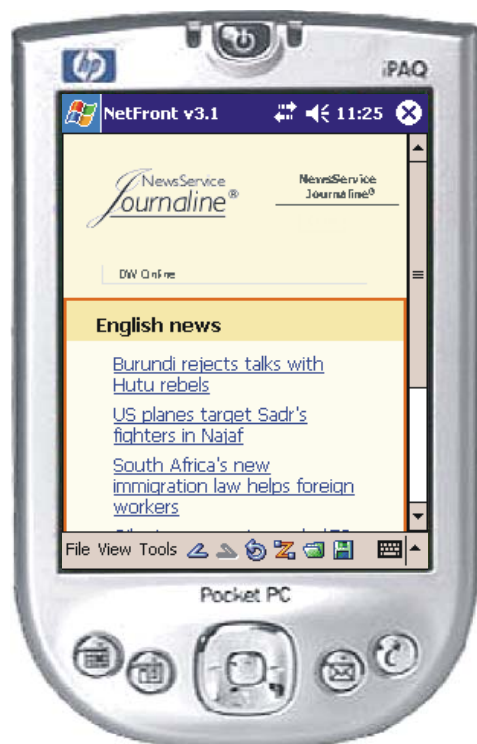 hp
iPAQ
NetFront v3.1 11:25
NewsService
Journaline®
NewsService
Journaline®
DW Online
English news
Burundi rejects talks with
Hutu rebels
US planes target Sadr's
fighters in Najaf
South Africa's new
immigration law helps foreign
workers
File View Tools
Pocket PC